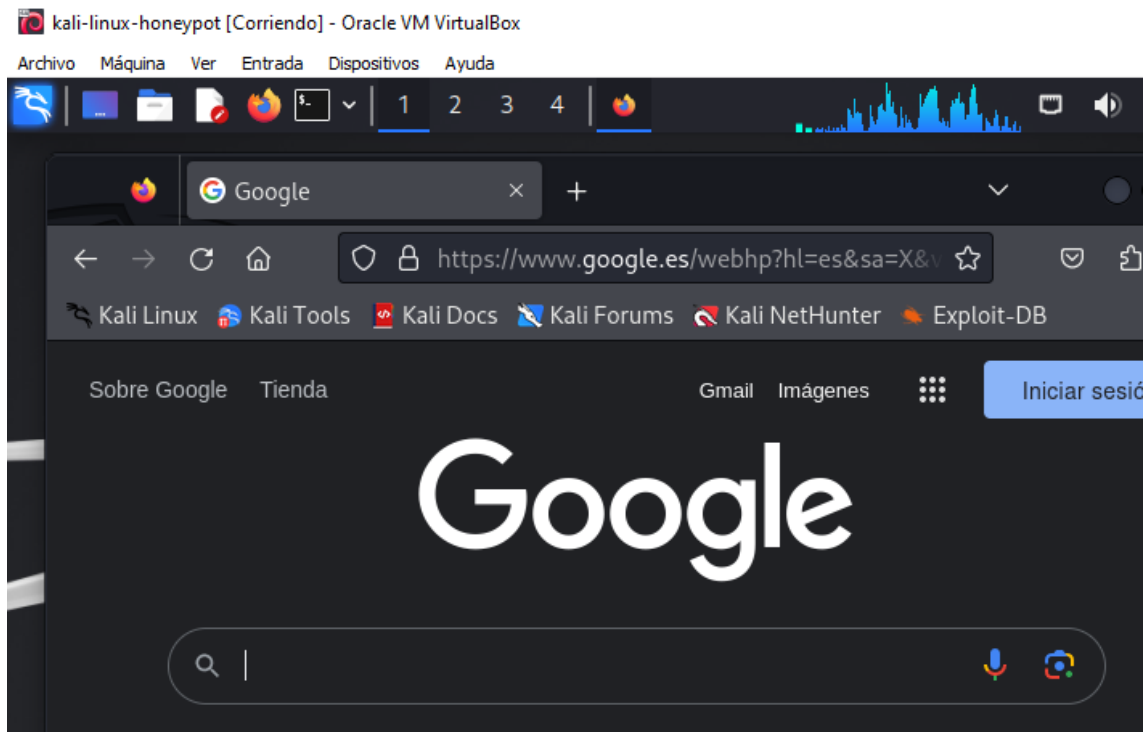 kali-linux-honeypot [Corriendo] - Oracle VM VirtualBox
Archivo Máquina Ver Entrada Dispositivos Ayuda
1 2 3 4
Google
https://www.google.es/webhp?hl=es&sa=X&v
Kali Linux Kali Tools Kali Docs Kali Forums Kali NetHunter Exploit-DB
Sobre Google Tienda Gmail Imágenes Iniciar sesió
Google